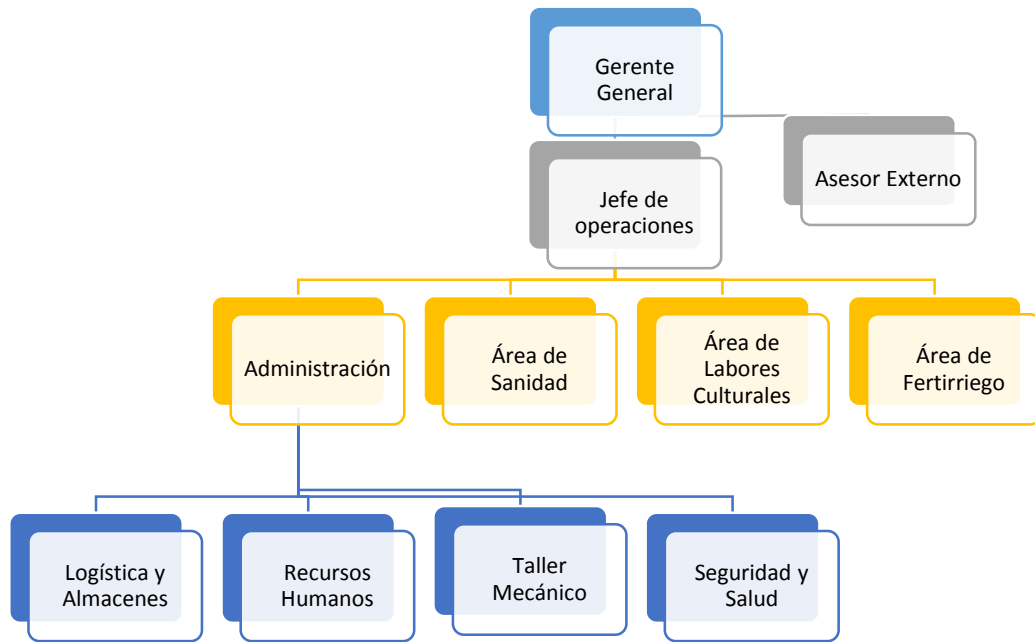 Gerente
General
Asesor Externo
Jefe de
operaciones
Administración
Área de
Sanidad
Área de
Labores
Culturales
Área de
Fertirriego
Logística y
Almacenes
Recursos
Humanos
Taller
Mecánico
Seguridad y
Salud